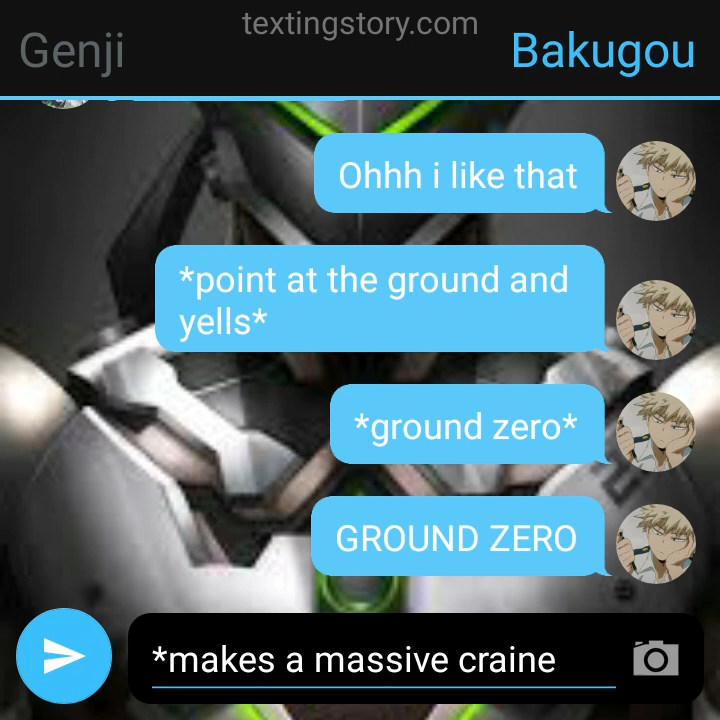 textingstory.com
Genji
Bakugou
Ohhh i like that
*point at the ground and
yells*
*ground zero*
GROUND ZERO
*makes a massive craine